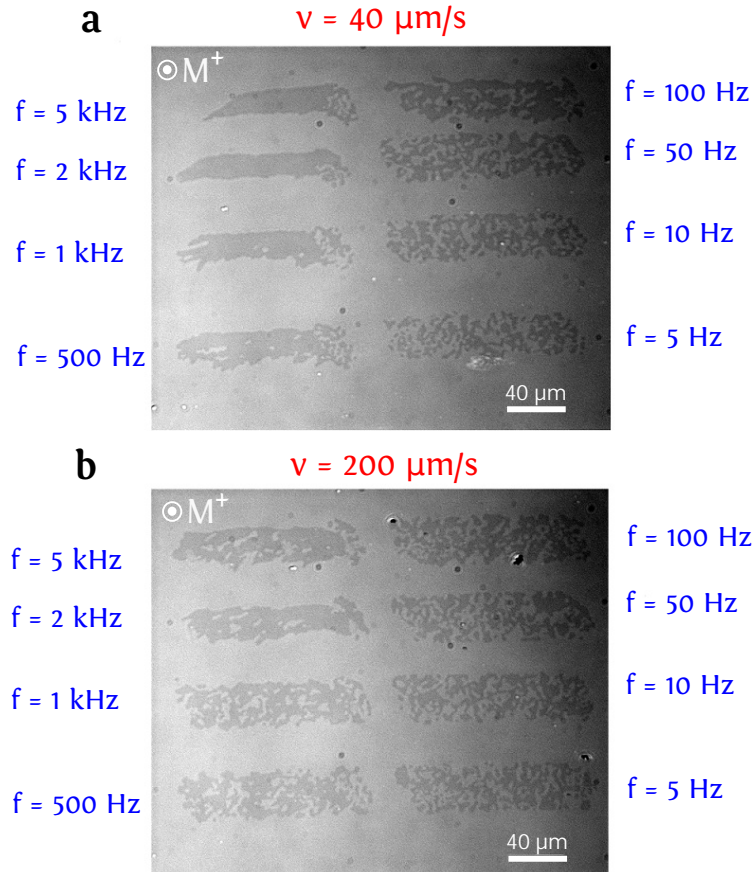 a
ν = 40 µm/s
⊙M⁺
f = 5 kHz
f = 100 Hz
f = 2 kHz
f = 50 Hz
f = 1 kHz
f = 10 Hz
f = 500 Hz
f = 5 Hz
40 µm
b
ν = 200 µm/s
⊙M⁺
f = 5 kHz
f = 100 Hz
f = 2 kHz
f = 50 Hz
f = 1 kHz
f = 10 Hz
f = 500 Hz
f = 5 Hz
40 µm